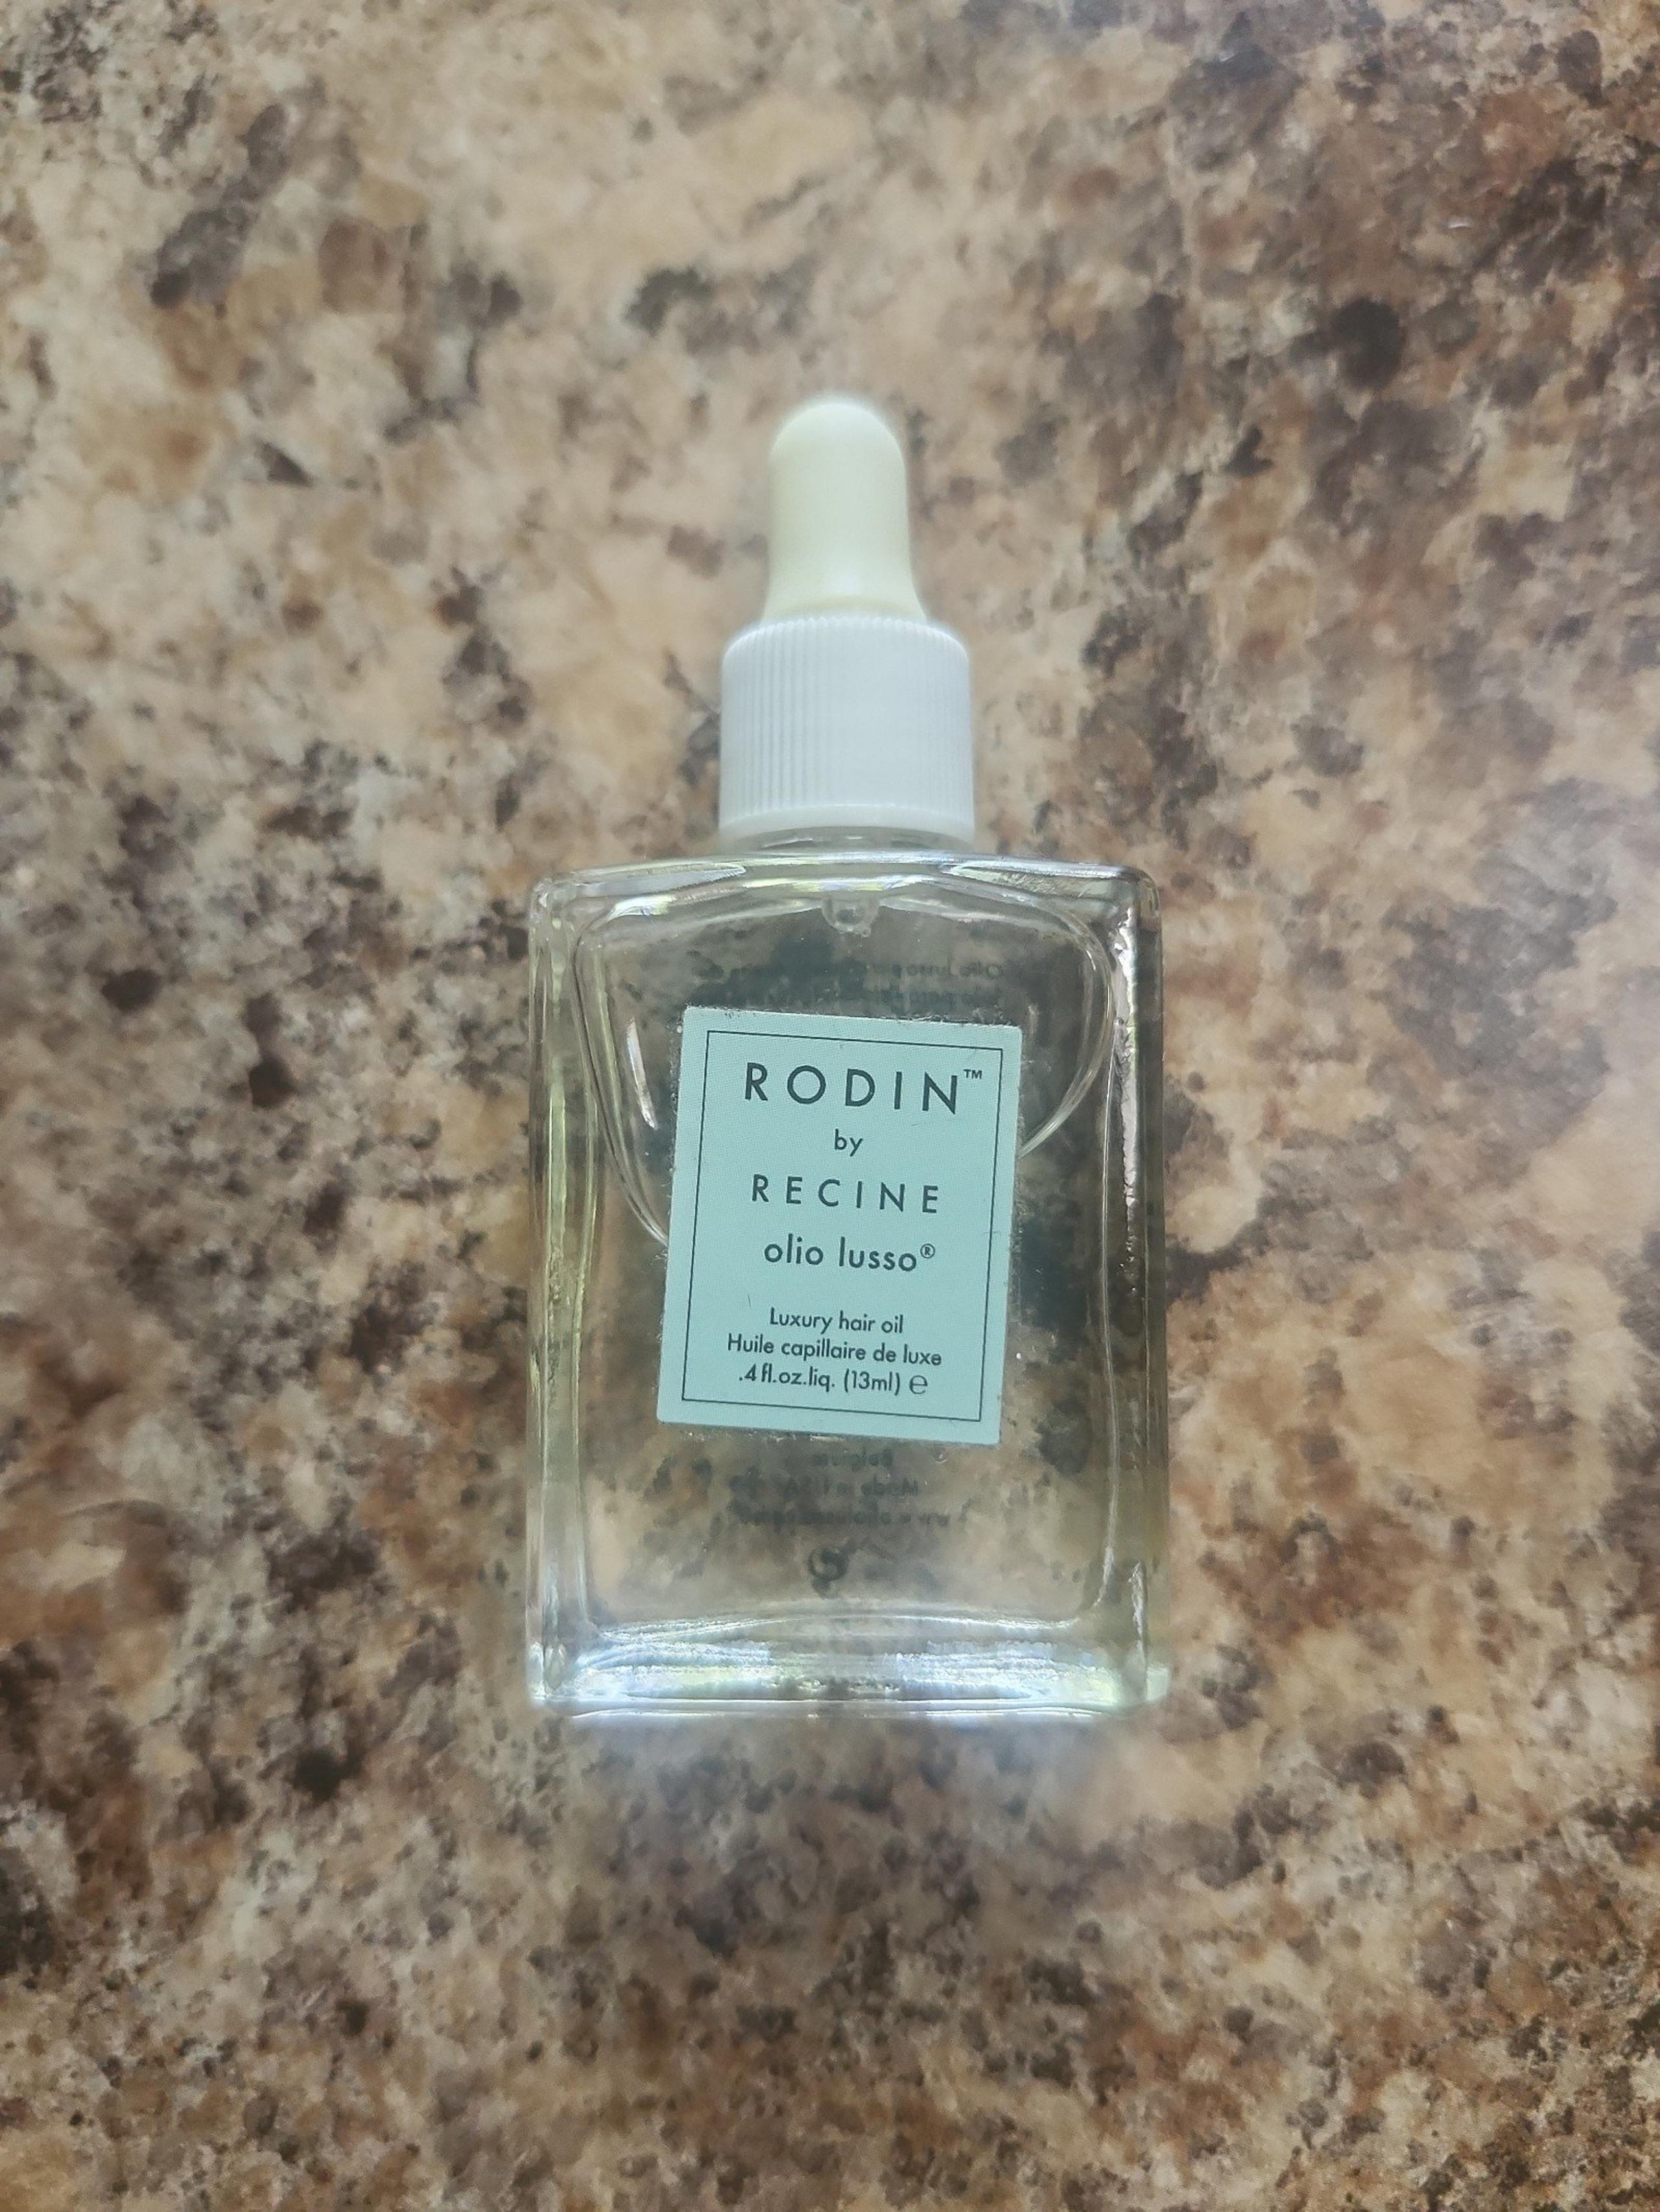 RODIN™
by
RECINE
olio lusso®
Luxury hair oil
Huile capillaire de luxe
.4 fl.oz.liq. (13ml) ℮